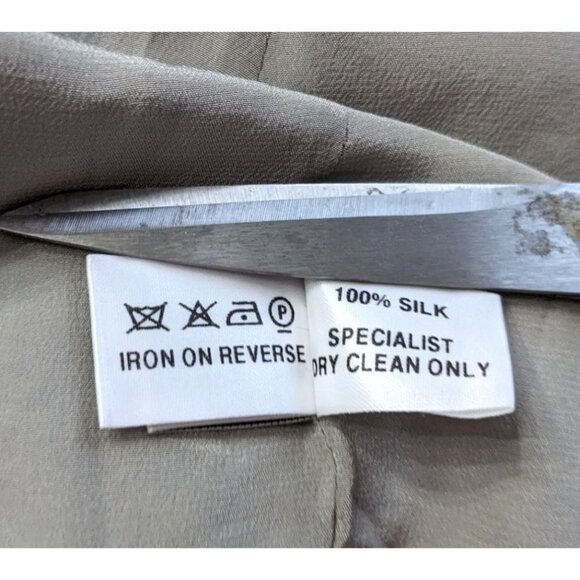 P
IRON ON REVERSE
100% SILK
SPECIALIST
DRY CLEAN ONLY